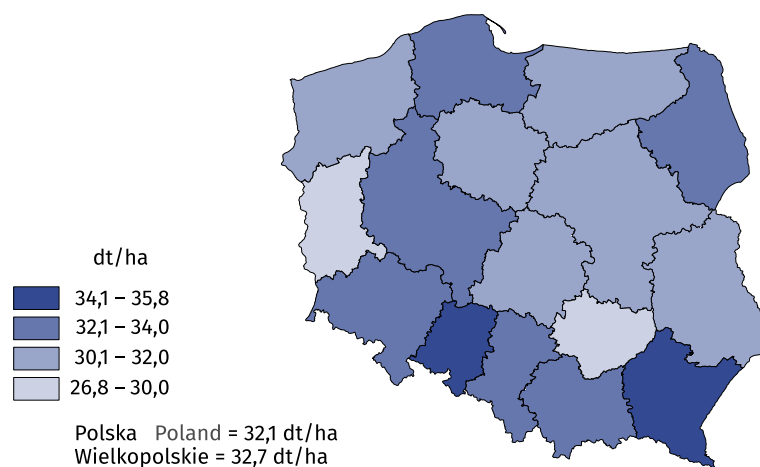 dt/ha
34,1 – 35,8
32,1 – 34,0
30,1 – 32,0
26,8 – 30,0
Polska Poland = 32,1 dt/ha
Wielkopolskie = 32,7 dt/ha